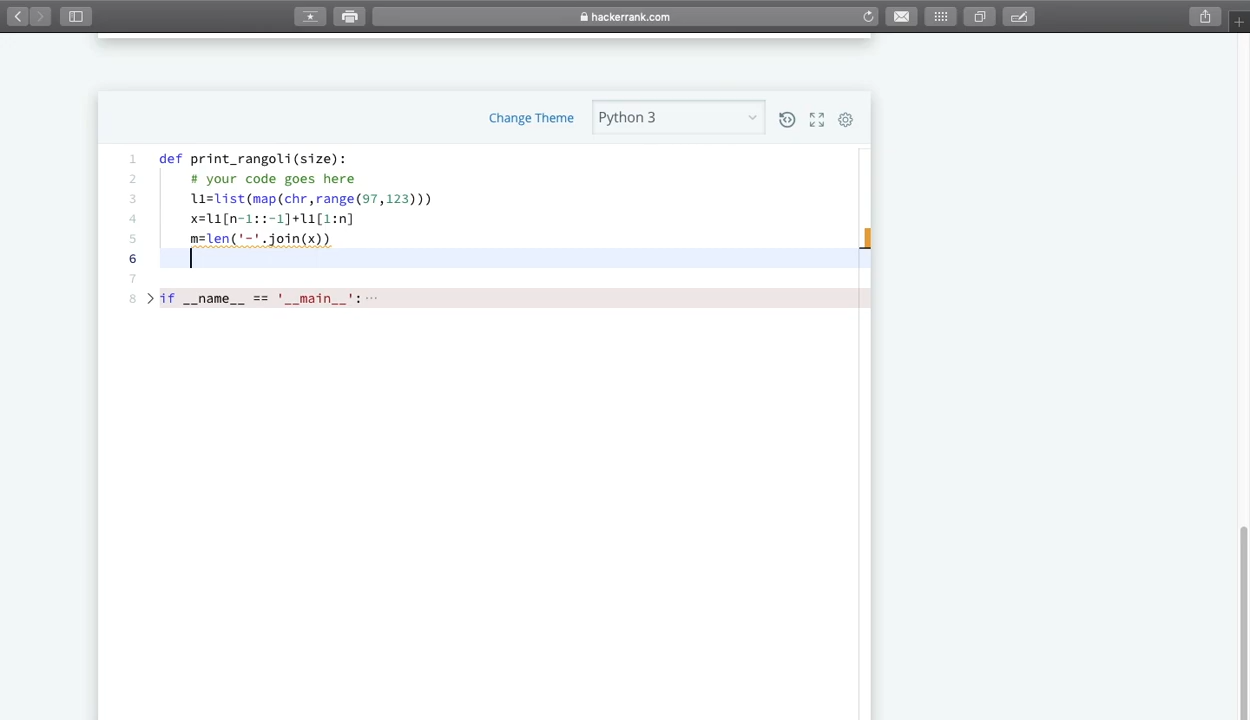 hackerrank.com
Change Theme
Python 3
1 def print_rangoli(size):
2 # your code goes here
3 l1=list(map(chr,range(97,123)))
4 x=l1[n-1::-1]+l1[1:n]
5 m=len('-'.join(x))
6
7
8 if __name__ == '__main__':⋯